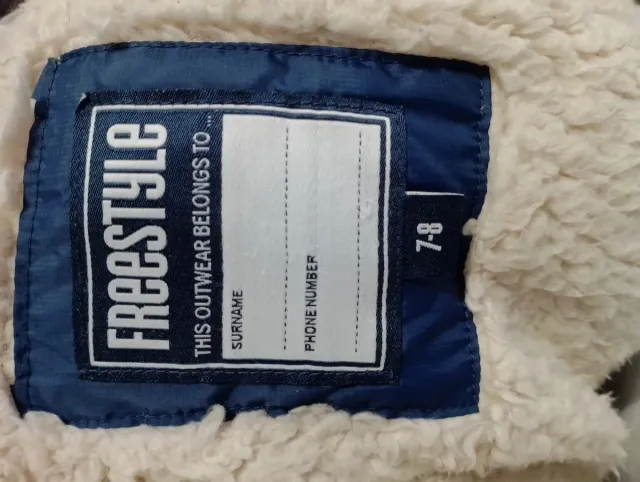 FREESTYLE
THIS OUTWEAR BELONGS TO ...
SURNAME
PHONE NUMBER
7-8